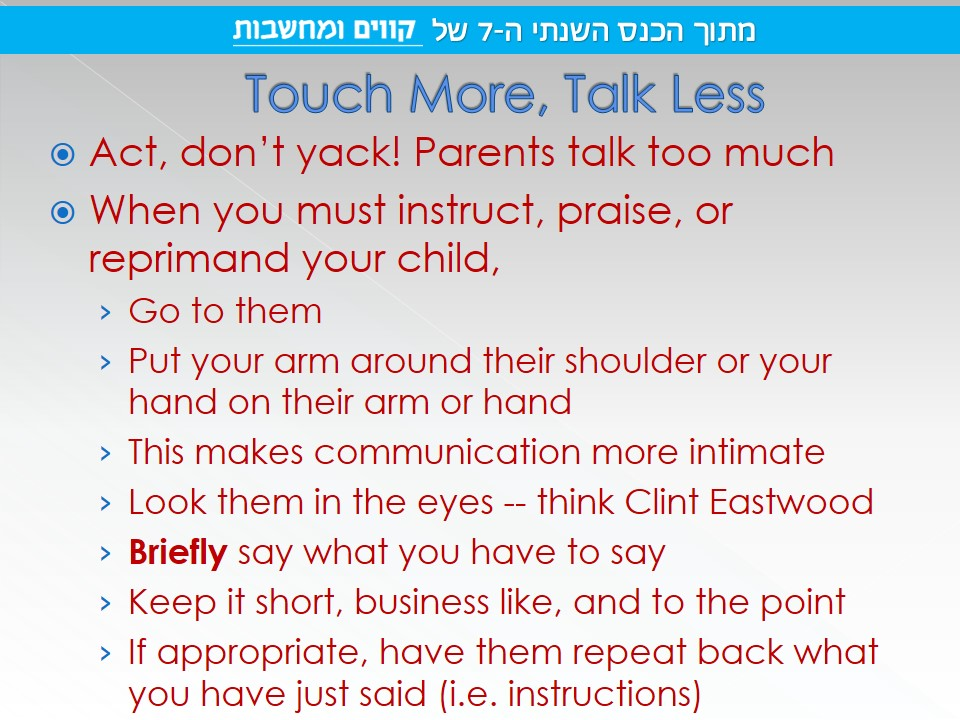 מתוך הכנס השנתי ה-7 של קווים ומחשבות
Touch More, Talk Less
Act, don’t yack! Parents talk too much
When you must instruct, praise, or
reprimand your child,
› Go to them
› Put your arm around their shoulder or your
hand on their arm or hand
› This makes communication more intimate
› Look them in the eyes -- think Clint Eastwood
› Briefly say what you have to say
› Keep it short, business like, and to the point
› If appropriate, have them repeat back what
you have just said (i.e. instructions)